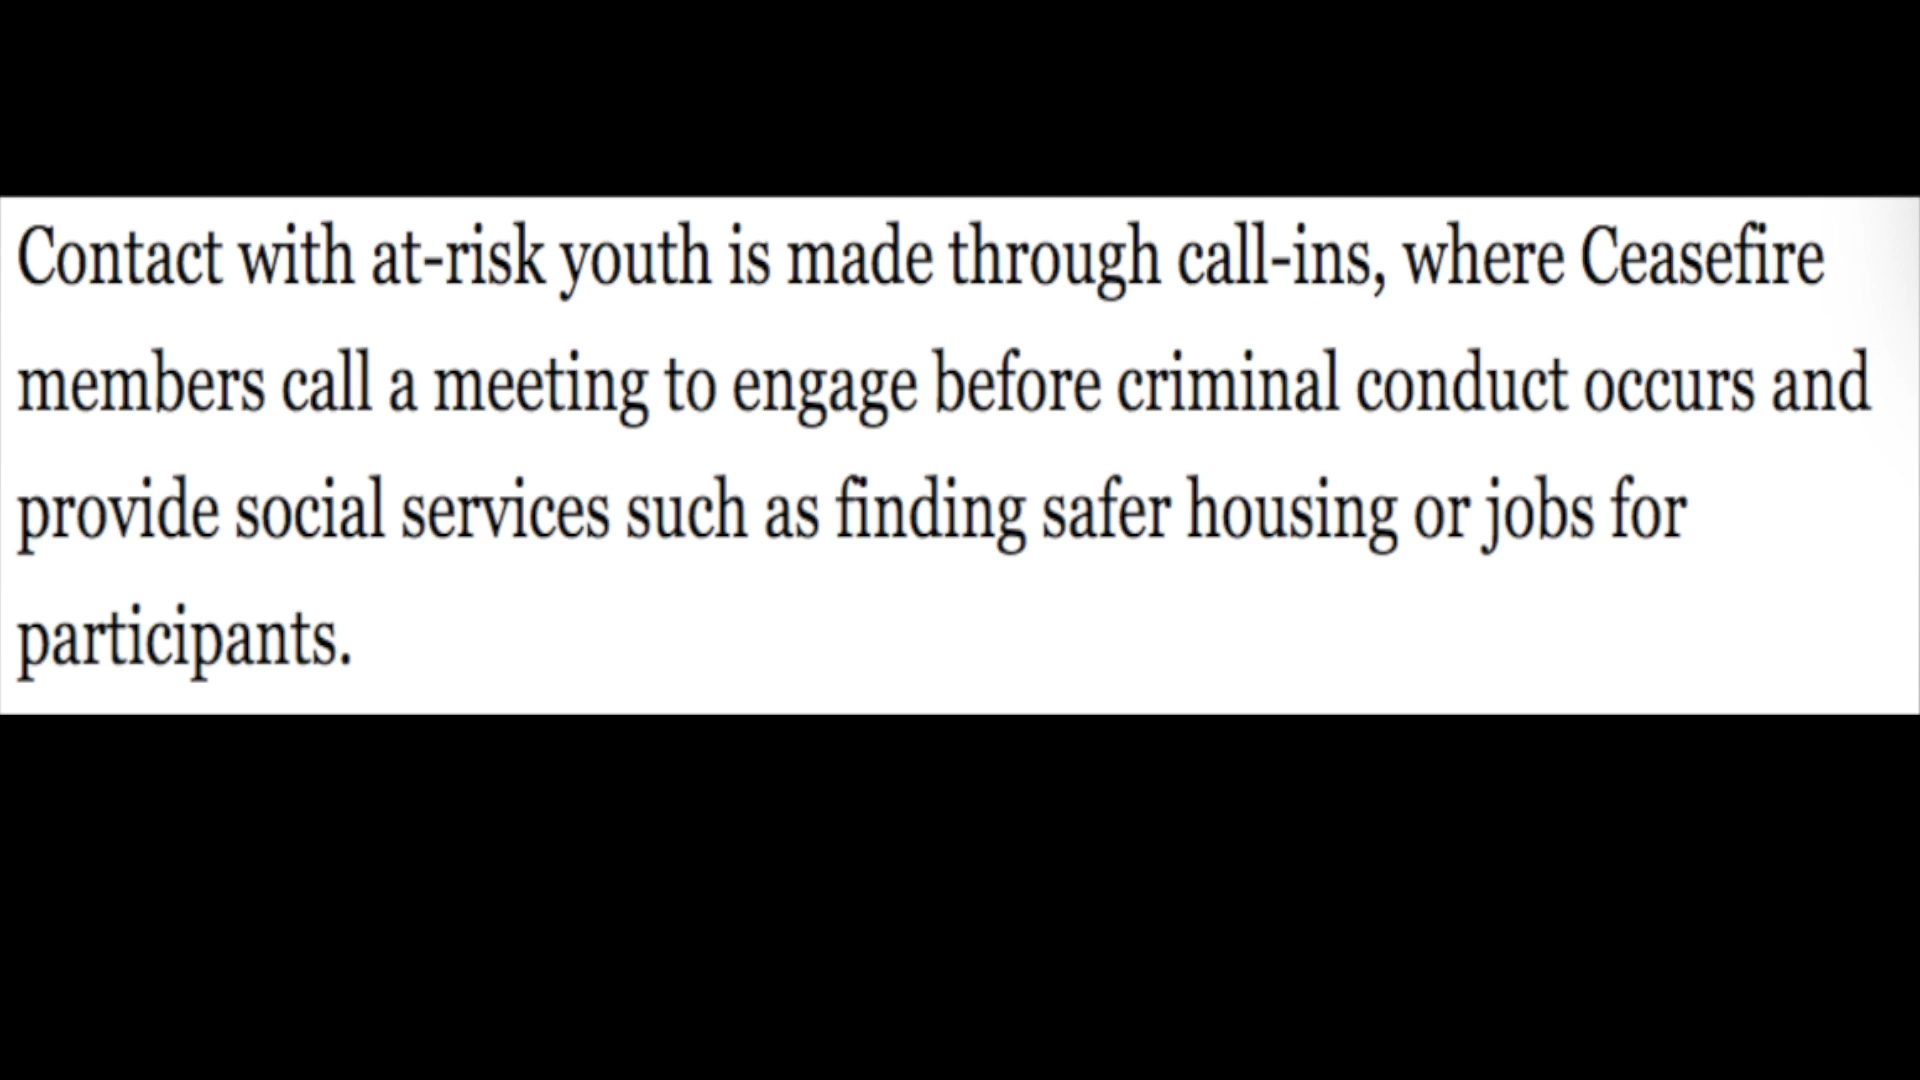 Contact with at-risk youth is made through call-ins, where Ceasefire
members call a meeting to engage before criminal conduct occurs and
provide social services such as finding safer housing or jobs for
participants.